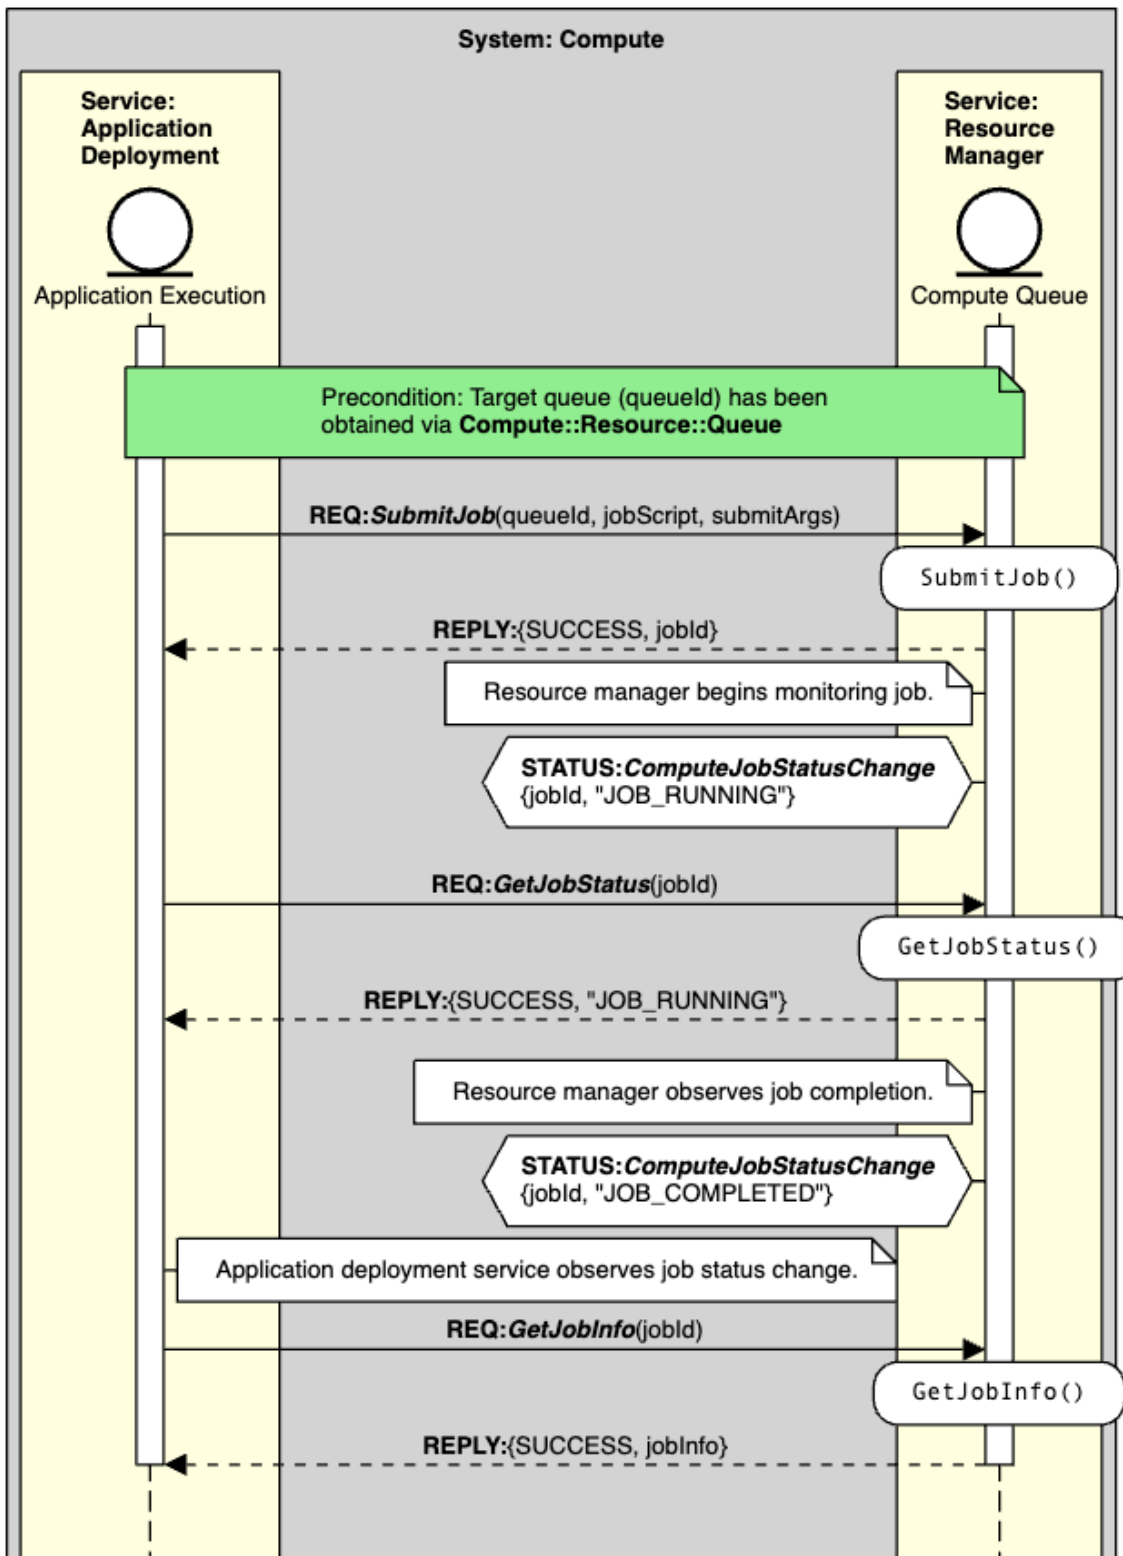 System: Compute
Service:
Application
Deployment
Service:
Resource
Manager
Application Execution
Compute Queue
Precondition: Target queue (queueId) has been
obtained via Compute::Resource::Queue
REQ:SubmitJob(queueId, jobScript, submitArgs)
SubmitJob()
REPLY:{SUCCESS, jobId}
Resource manager begins monitoring job.
STATUS:ComputeJobStatusChange
{jobId, "JOB_RUNNING"}
REQ:GetJobStatus(jobId)
GetJobStatus()
REPLY:{SUCCESS, "JOB_RUNNING"}
Resource manager observes job completion.
STATUS:ComputeJobStatusChange
{jobId, "JOB_COMPLETED"}
Application deployment service observes job status change.
REQ:GetJobInfo(jobId)
GetJobInfo()
REPLY:{SUCCESS, jobInfo}